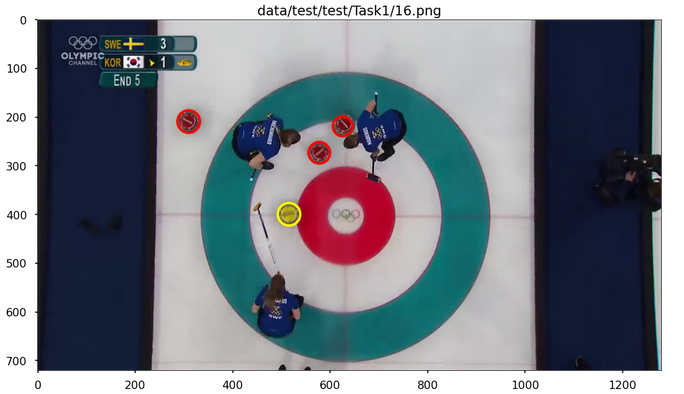 data/test/test/Task1/16.png
0
100
200
300
400
500
600
700
SWE 3
OLYMPIC
CHANNEL
KOR 1
END 5
0 200 400 600 800 1000 1200